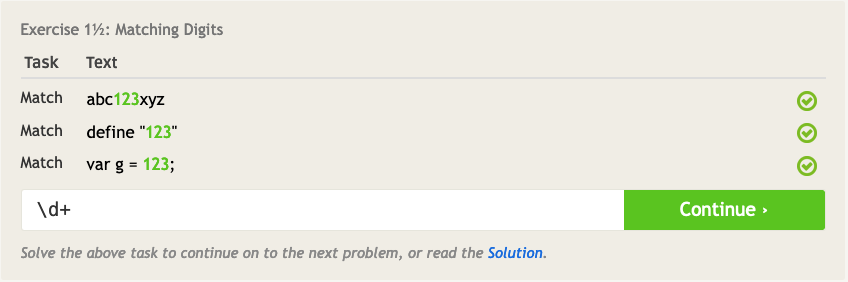 Exercise 1½: Matching Digits
Task Text
Match abc123xyz
Match define "123"
Match var g = 123;
\d+ Continue ›
Solve the above task to continue on to the next problem, or read the Solution.